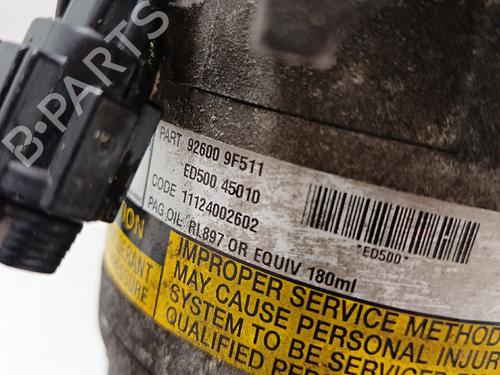 B-PARTS
PART 92600 9F511
ED500 45010
CODE 11124002602
PAG OIL RL897 OR EQUIV 180ml
*ED500*
IMPROPER SERVICE METHOD
MAY CAUSE PERSONAL INJUR
SYSTEM TO BE SERVICED
QUALIFIED PER